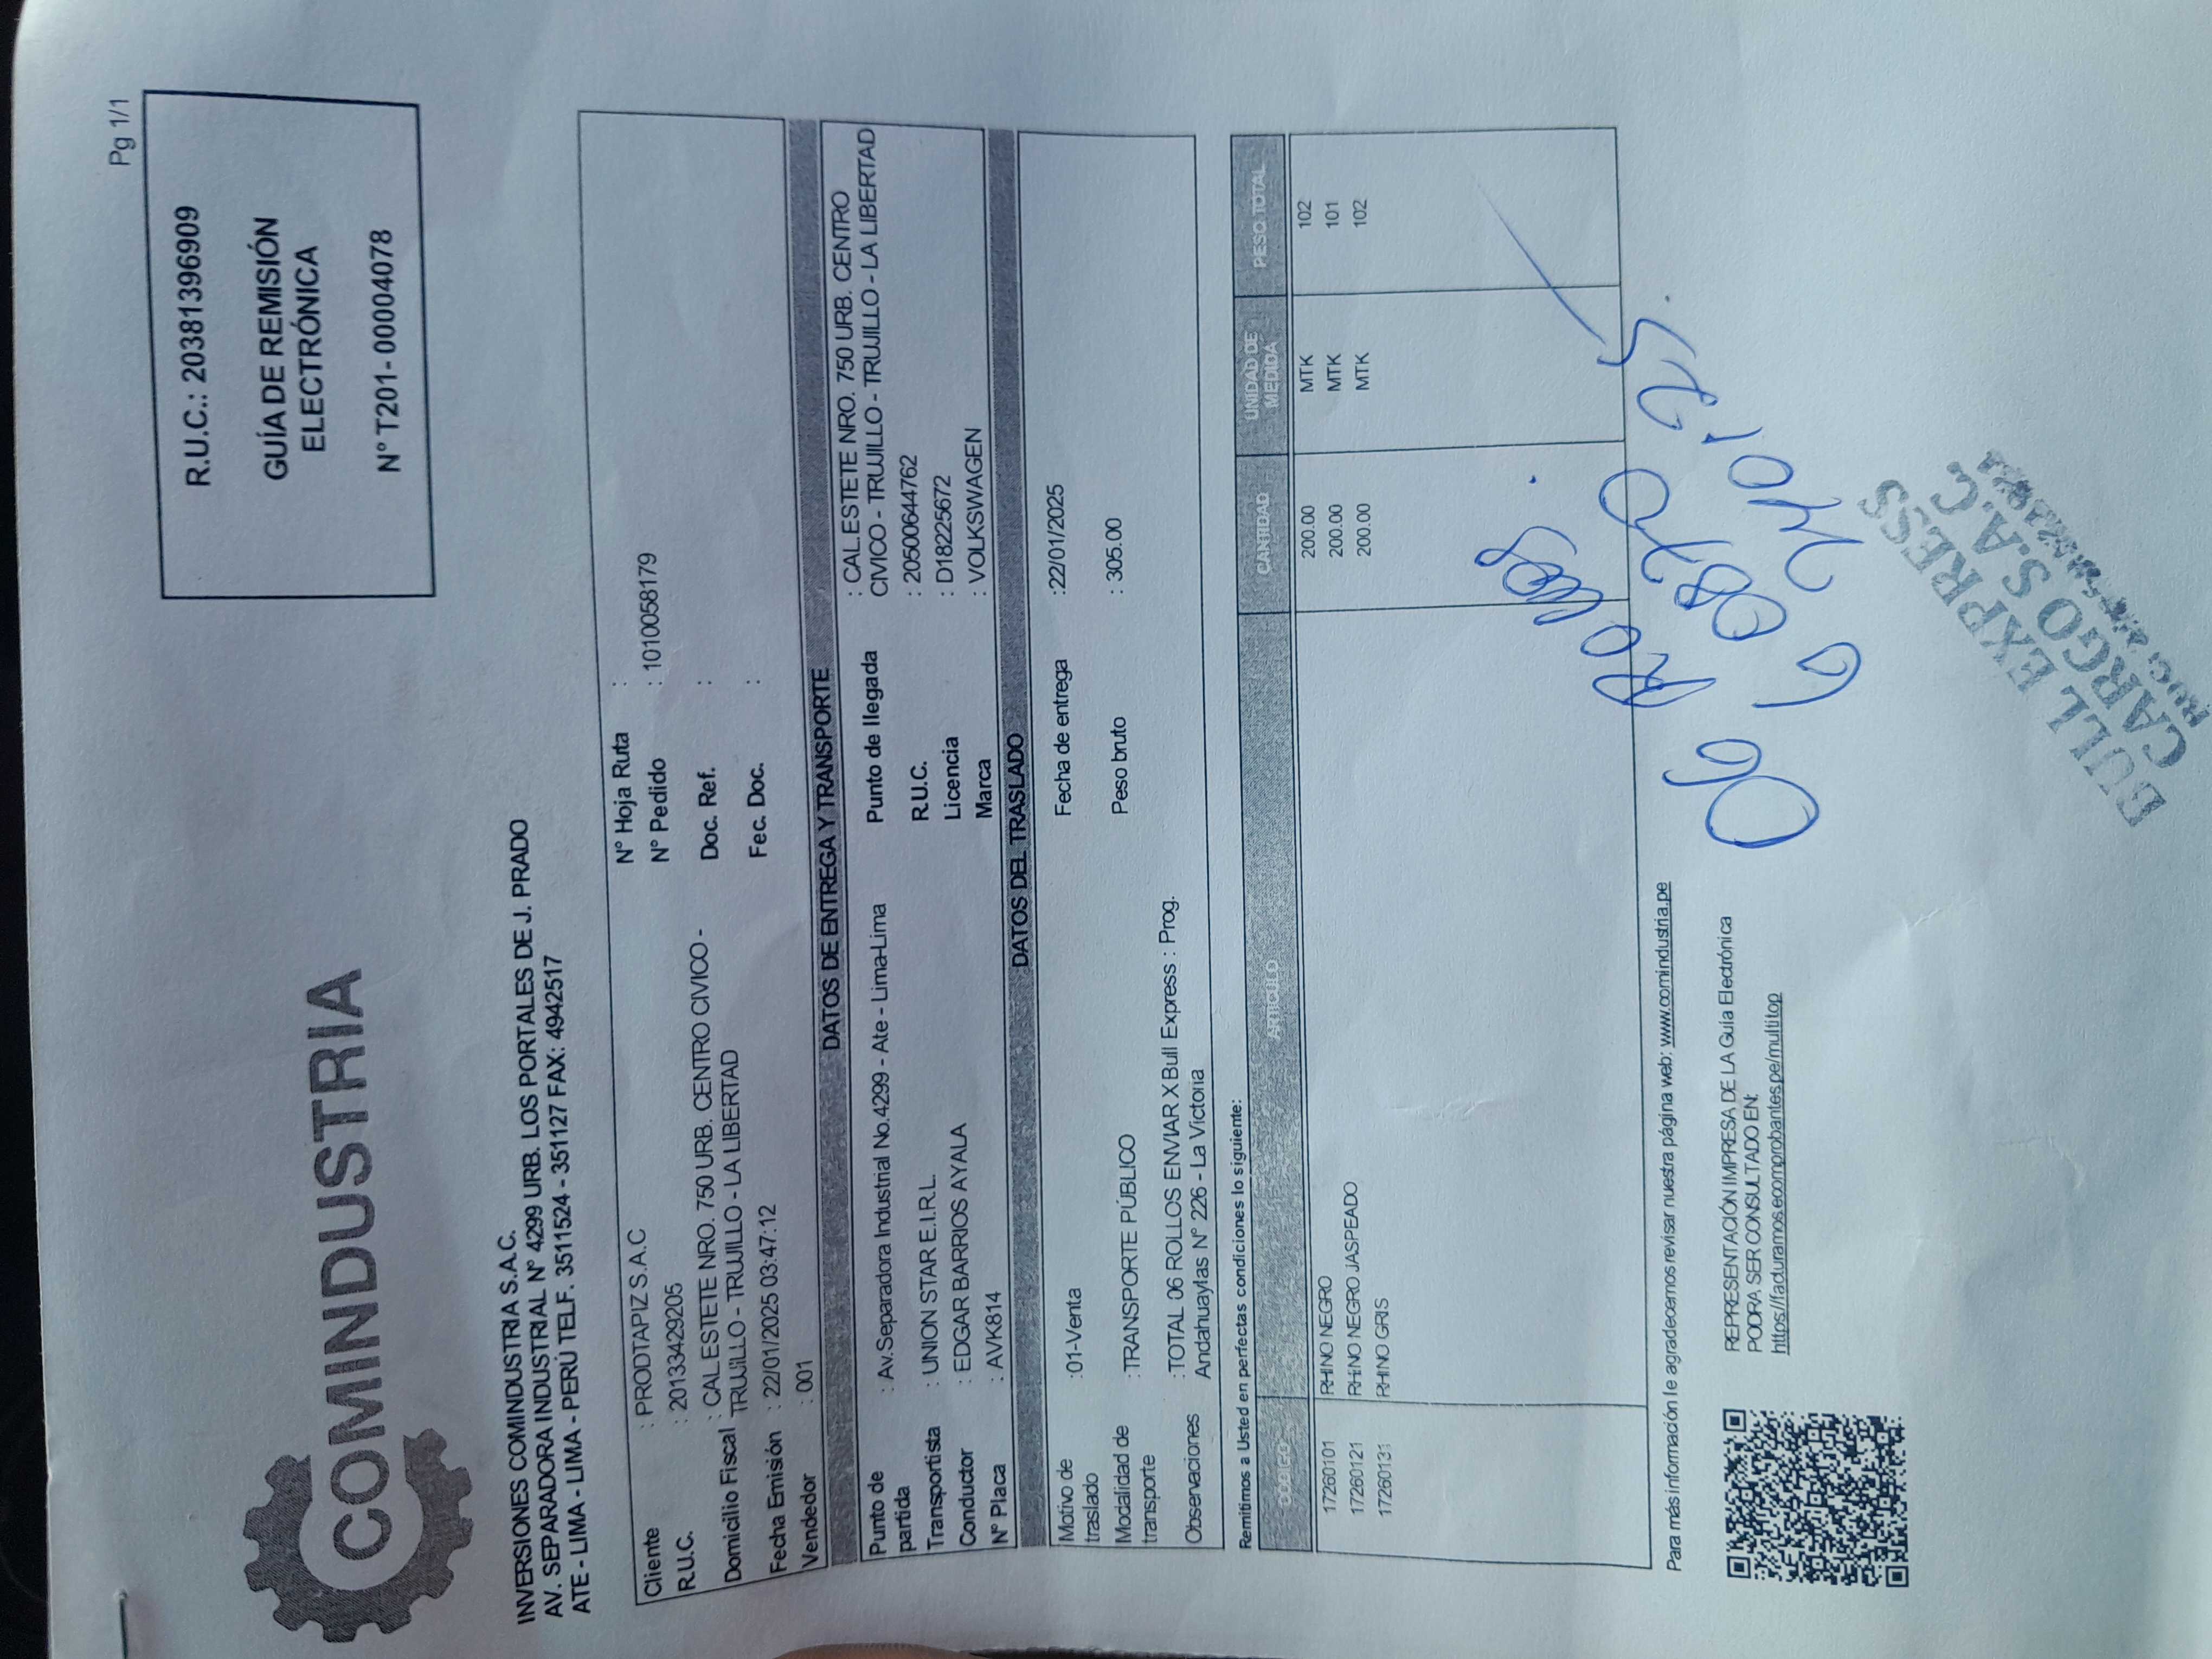 Pg 1/1
R.U.C.: 20381396909
GUÍA DE REMISIÓN
ELECTRÓNICA
N° T201- 00004078
COMINDUSTRIA
INVERSIONES COMINDUSTRIA S.A.C.
AV. SEPARADORA INDUSTRIAL N° 4299 URB. LOS PORTALES DE J. PRADO
ATE - LIMA - LIMA - PERÚ TELF. 3511524 - 351127 FAX: 4942517
Cliente : PRODTAPIZ S.A.C
R.U.C. : 20133429205
Domicilio Fiscal : CAL.ESTETE NRO. 750 URB. CENTRO CIVICO -
TRUJILLO - TRUJILLO - LA LIBERTAD
Fecha Emisión : 22/01/2025 03:47:12
Vendedor : 001
N° Hoja Ruta :
N° Pedido : 1010058179
Doc. Ref. :
Fec. Doc. :
DATOS DE ENTREGA Y TRANSPORTE
Punto de partida : Av.Separadora Industrial No.4299 - Ate - Lima-Lima
Transportista : UNION STAR E.I.R.L.
Conductor : EDGAR BARRIOS AYALA
N° Placa : AVK814
Punto de llegada : CAL.ESTETE NRO. 750 URB. CENTRO
CIVICO - TRUJILLO - TRUJILLO - LA LIBERTAD
R.U.C. : 20500644762
Licencia : D18225672
Marca : VOLKSWAGEN
DATOS DEL TRASLADO
Motivo de traslado :01-Venta
Fecha de entrega :22/01/2025
Modalidad de transporte :TRANSPORTE PÚBLICO
Peso bruto : 305.00
Observaciones :TOTAL 06 ROLLOS ENVIAR X Bull Express : Prog.
Andahuaylas N° 226 - La Victoria
Remitimos a Usted en perfectas condiciones lo siguiente:
CODIGO ARTICULO CANTIDAD UNIDAD DE MEDIDA PESO TOTAL
17260101 RHINO NEGRO 200.00 MTK 102
17260121 RHINO NEGRO JASPEADO 200.00 MTK 101
17260131 RHINO GRIS 200.00 MTK 102
06 Rollos.
Para más información le agradecemos revisar nuestra página web: www.comindustria.pe
REPRESENTACIÓN IMPRESA DE LA Guía Electrónica
PODRA SER CONSULTADO EN:
https://facturamos.ecomprobantes.pe/multitop
BULL EXPRESS
CARGO S.A.C